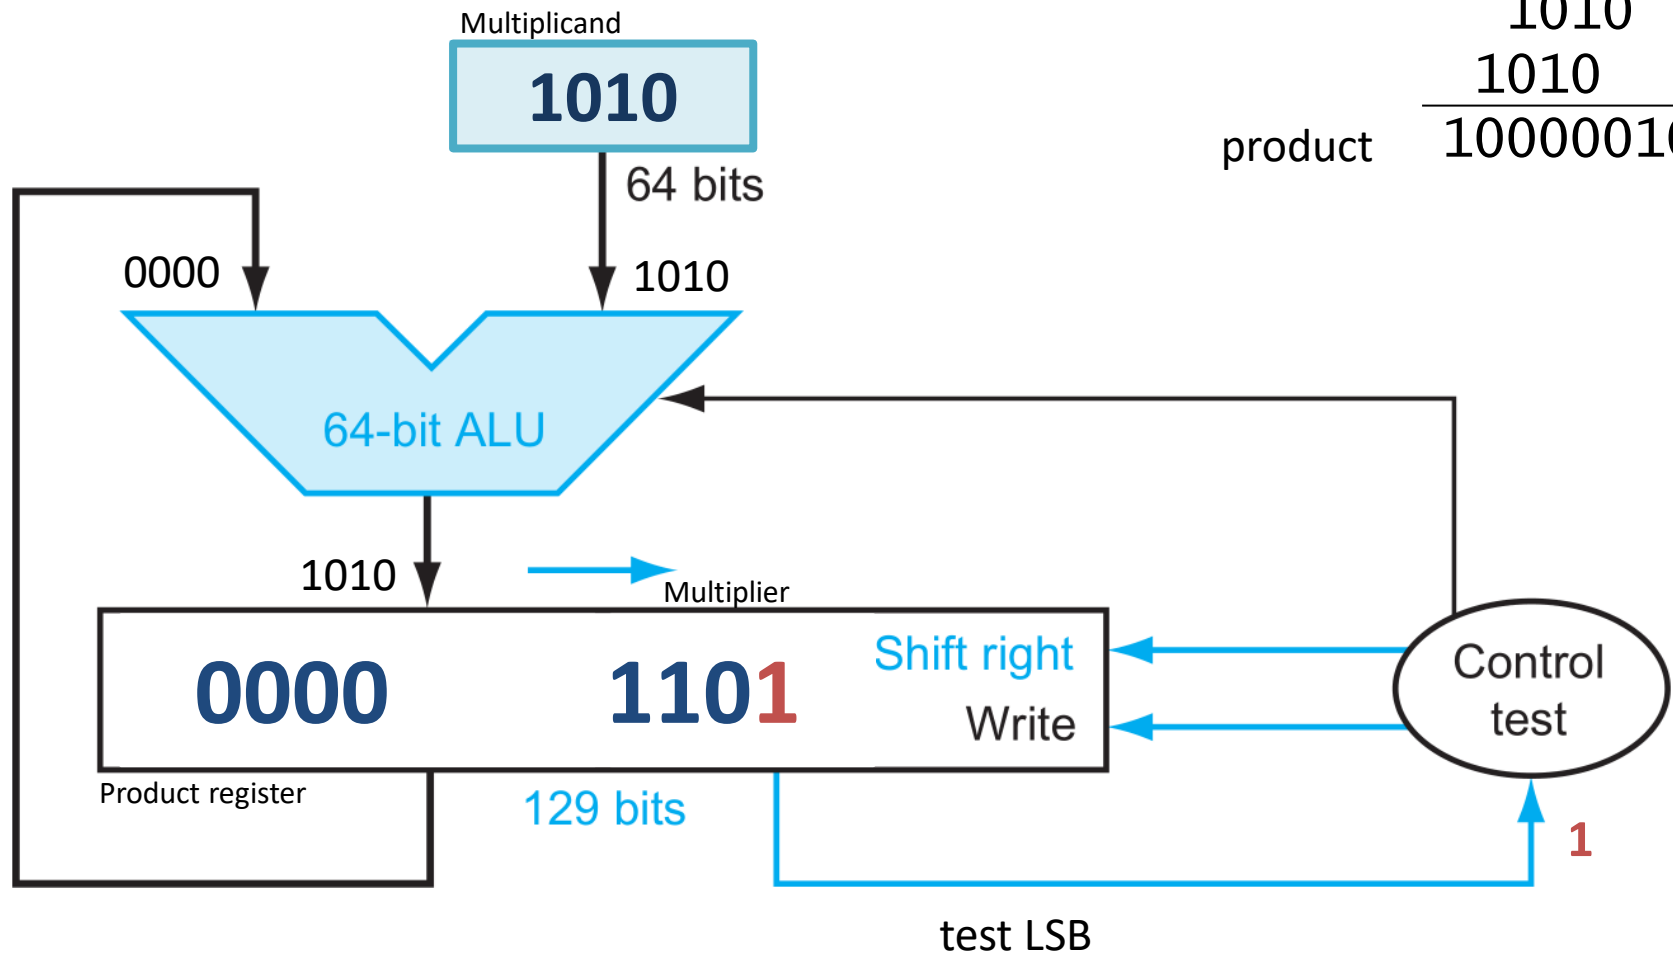 Multiplicand
1010
64 bits
0000
1010
64-bit ALU
1010
Multiplier
0000 1101
Shift right
Write
Product register
129 bits
Control
test
1
test LSB
1010
1010
product